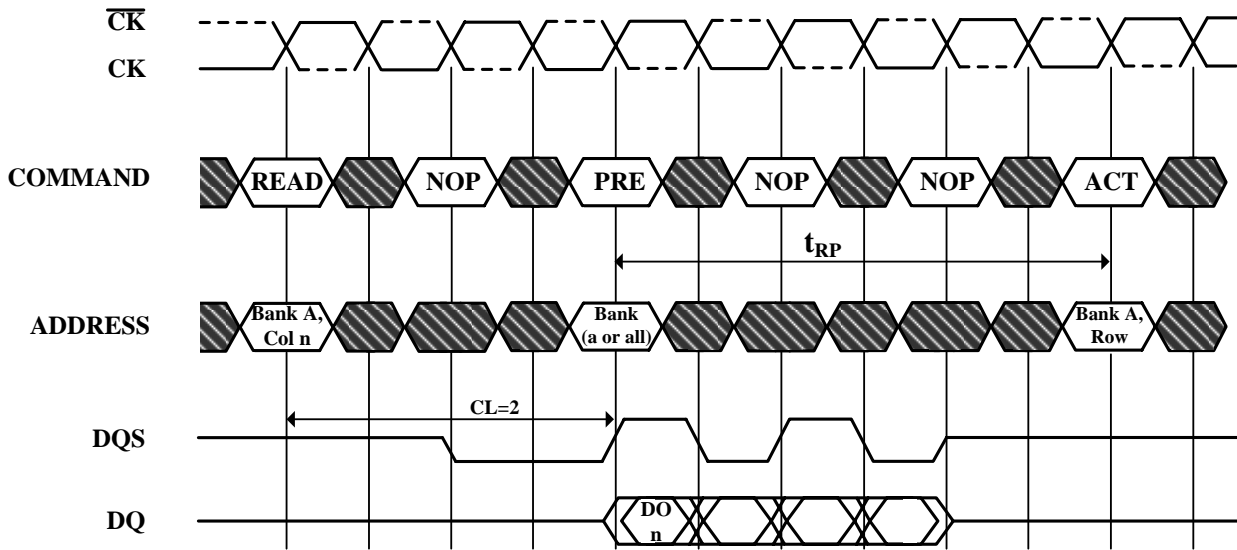 C̅K̅
CK
COMMAND
READ
NOP
PRE
NOP
NOP
ACT
tRP
ADDRESS
Bank A,
Col n
Bank
(a or all)
Bank A,
Row
CL=2
DQS
DQ
DO
n